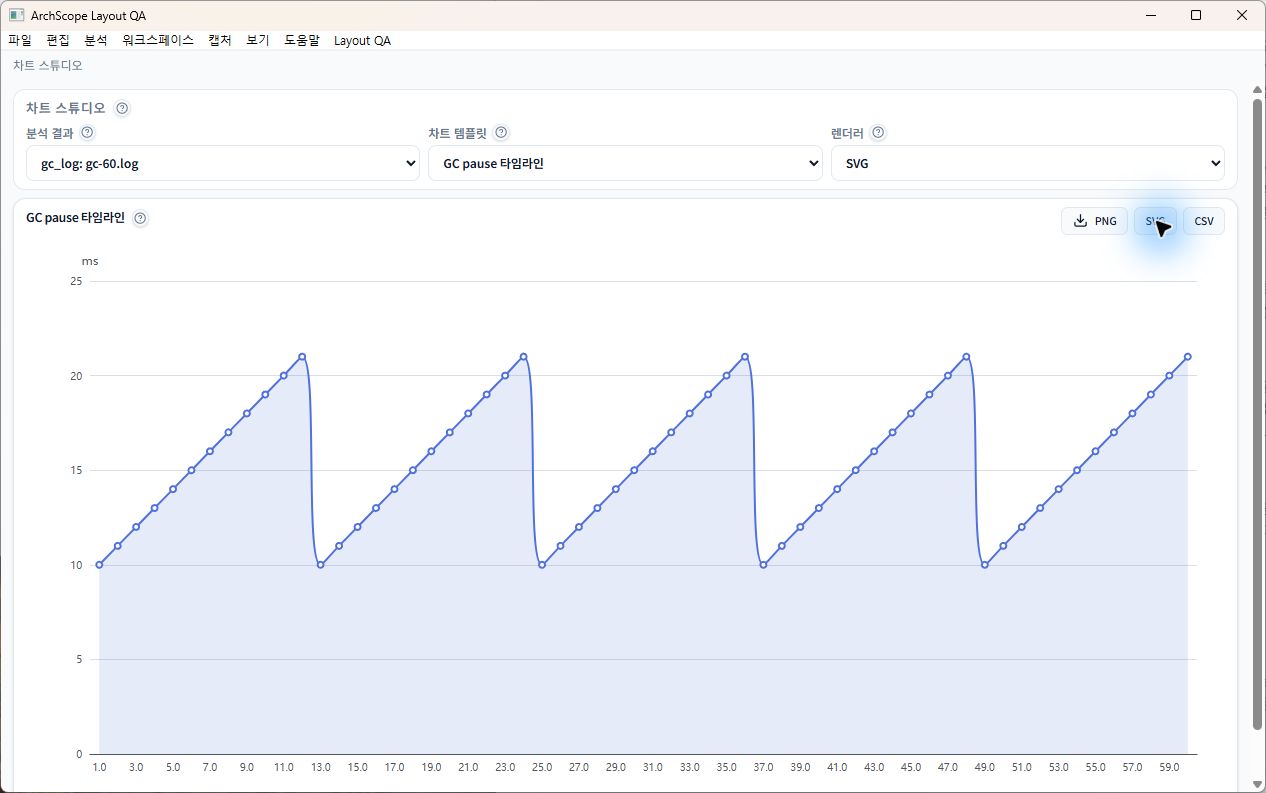 ArchScope Layout QA
파일 편집 분석 워크스페이스 캡처 보기 도움말 Layout QA
차트 스튜디오
차트 스튜디오 ?
분석 결과 ? 차트 템플릿 ? 렌더러 ?
gc_log: gc-60.log GC pause 타임라인 SVG
GC pause 타임라인 ? PNG SVG CSV
ms
25
20
15
10
5
0
1.0 3.0 5.0 7.0 9.0 11.0 13.0 15.0 17.0 19.0 21.0 23.0 25.0 27.0 29.0 31.0 33.0 35.0 37.0 39.0 41.0 43.0 45.0 47.0 49.0 51.0 53.0 55.0 57.0 59.0